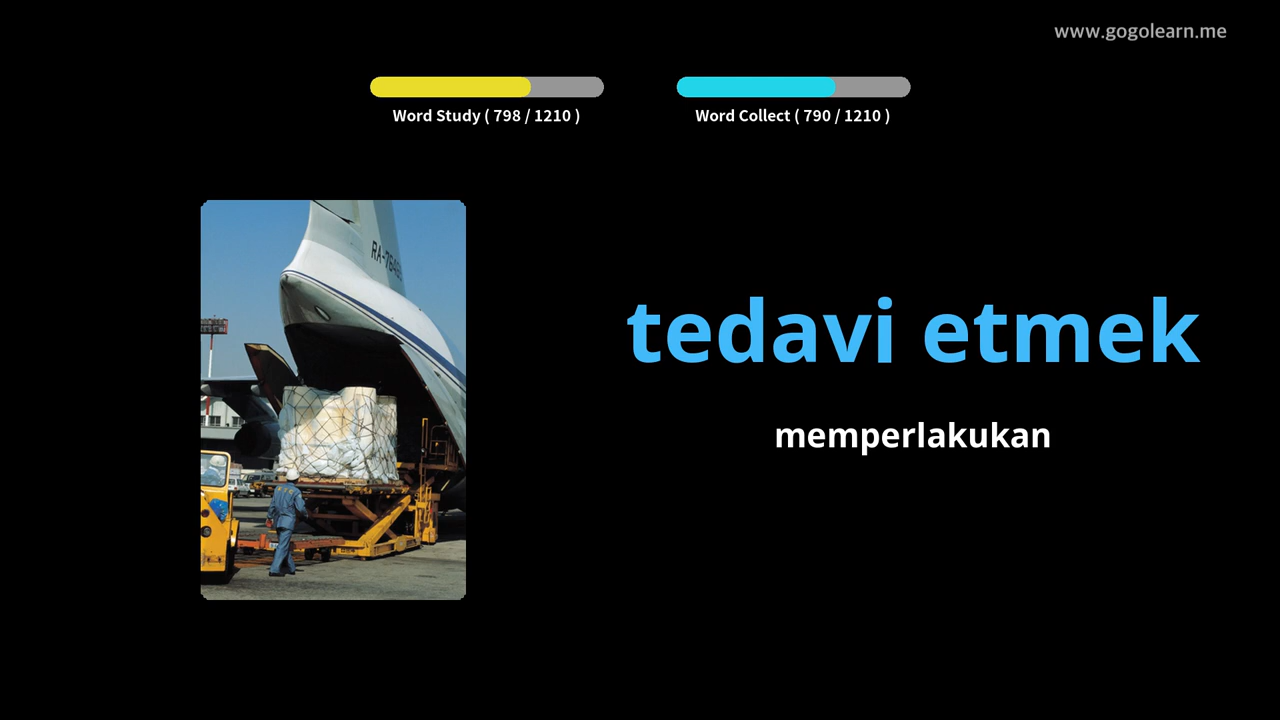 www.gogolearn.me
Word Study ( 798 / 1210 )
Word Collect ( 790 / 1210 )
tedavi etmek
memperlakukan